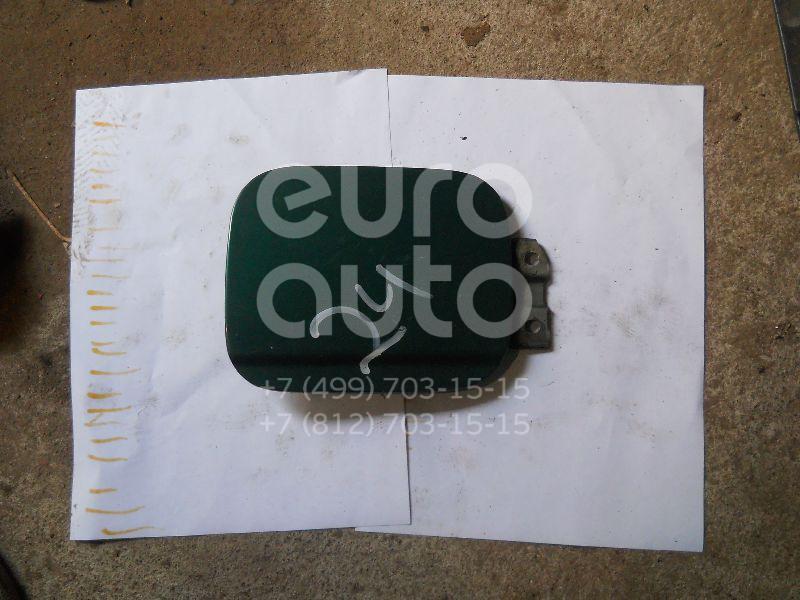 euro
auto
+7 (499) 703-15-15
+7 (812) 703-15-15